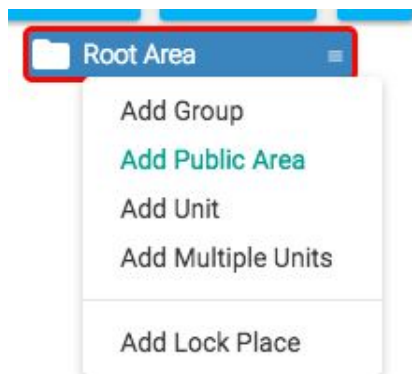 Root Area
Add Group
Add Public Area
Add Unit
Add Multiple Units
Add Lock Place